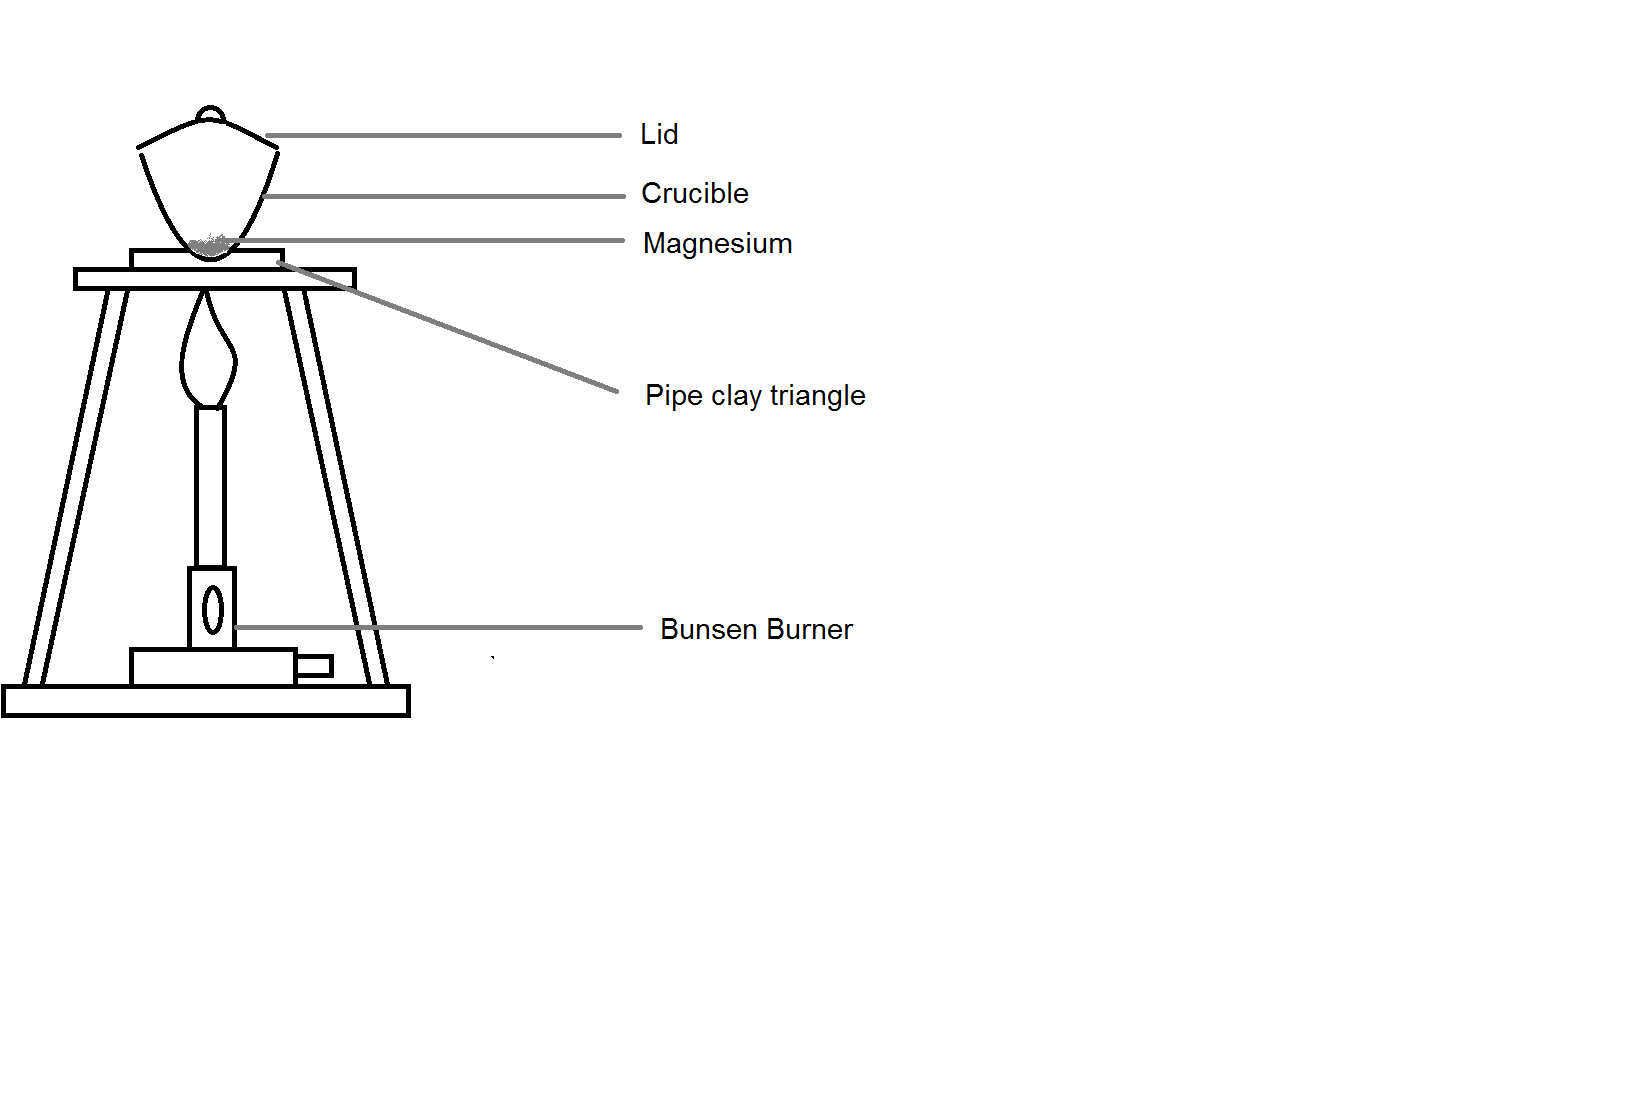 Lid
Crucible
Magnesium
Pipe clay triangle
Bunsen Burner